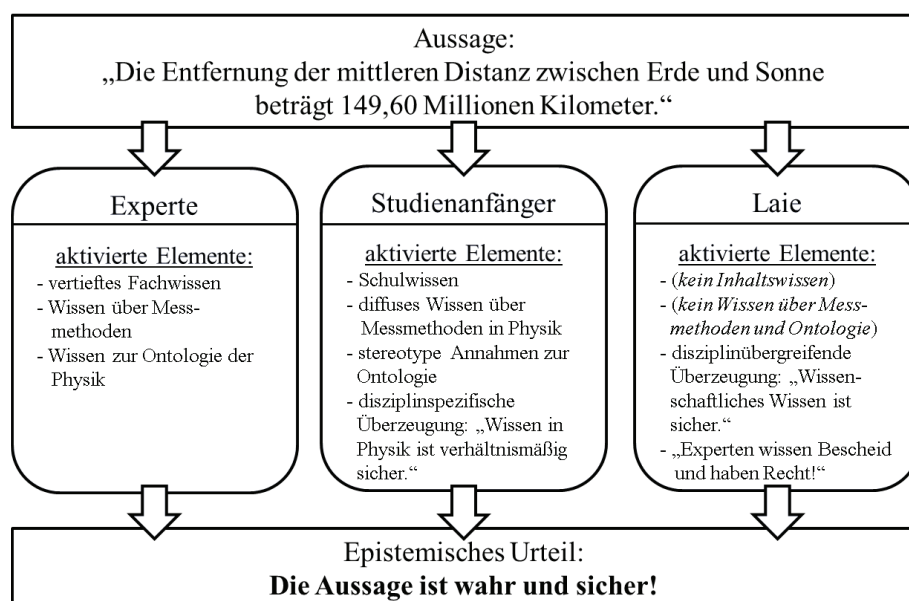 Aussage:
„Die Entfernung der mittleren Distanz zwischen Erde und Sonne
beträgt 149,60 Millionen Kilometer.“
Experte
aktivierte Elemente:
- vertieftes Fachwissen
- Wissen über Mess-
methoden
- Wissen zur Ontologie der
Physik
Studienanfänger
aktivierte Elemente:
- Schulwissen
- diffuses Wissen über
Messmethoden in Physik
- stereotype Annahmen zur
Ontologie
- disziplinspezifische
Überzeugung: „Wissen in
Physik ist verhältnismäßig
sicher.“
Laie
aktivierte Elemente:
- (kein Inhaltswissen)
- (kein Wissen über Mess-
methoden und Ontologie)
- disziplinübergreifende
Überzeugung: „Wissen-
schaftliches Wissen ist
sicher.“
- „Experten wissen Bescheid
und haben Recht!“
Epistemisches Urteil:
Die Aussage ist wahr und sicher!